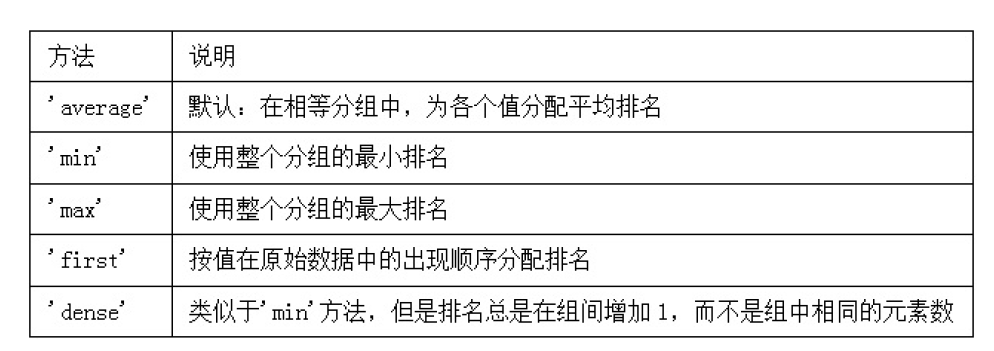 方法 说明
'average' 默认：在相等分组中，为各个值分配平均排名
'min' 使用整个分组的最小排名
'max' 使用整个分组的最大排名
'first' 按值在原始数据中的出现顺序分配排名
'dense' 类似于'min'方法，但是排名总是在组间增加1，而不是组中相同的元素数